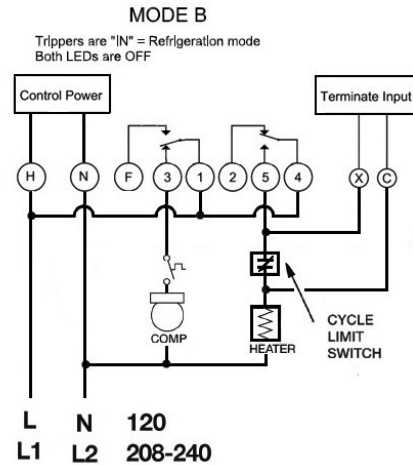 MODE B
Trippers are "IN" = Refrigeration mode
Both LEDs are OFF
Control Power
Terminate Input
H
N
F
3
1
2
5
4
X
C
COMP
HEATER
CYCLE
LIMIT
SWITCH
L N 120
L1 L2 208-240